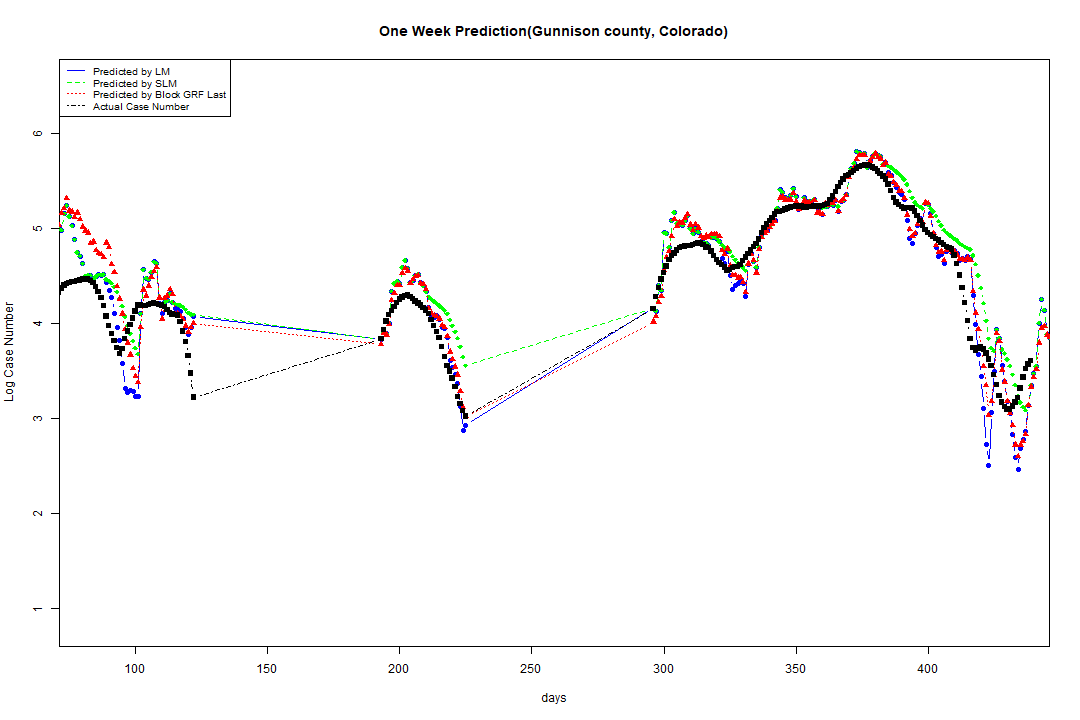 One Week Prediction(Gunnison county, Colorado)
Predicted by LM
Predicted by SLM
Predicted by Block GRF Last
Actual Case Number
Log Case Number
6
5
4
3
2
1
100 150 200 250 300 350 400
days